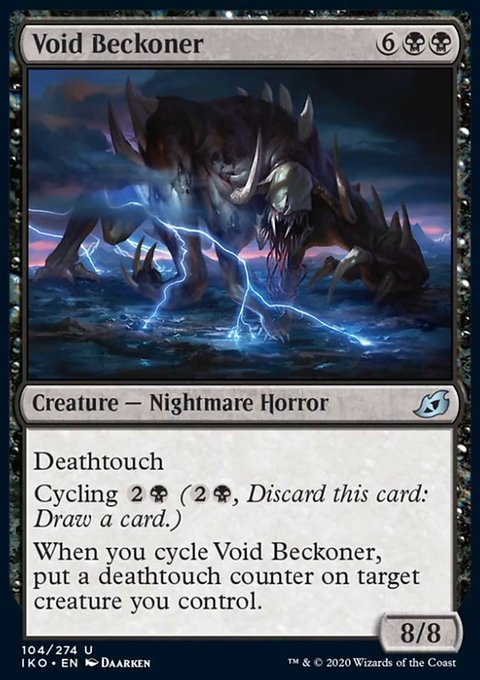 Void Beckoner 6
Creature — Nightmare Horror
Deathtouch
Cycling 2 (2, Discard this card:
Draw a card.)
When you cycle Void Beckoner,
put a deathtouch counter on target
creature you control.
8/8
104/274 U
IKO • EN Daarken
™ & © 2020 Wizards of the Coast